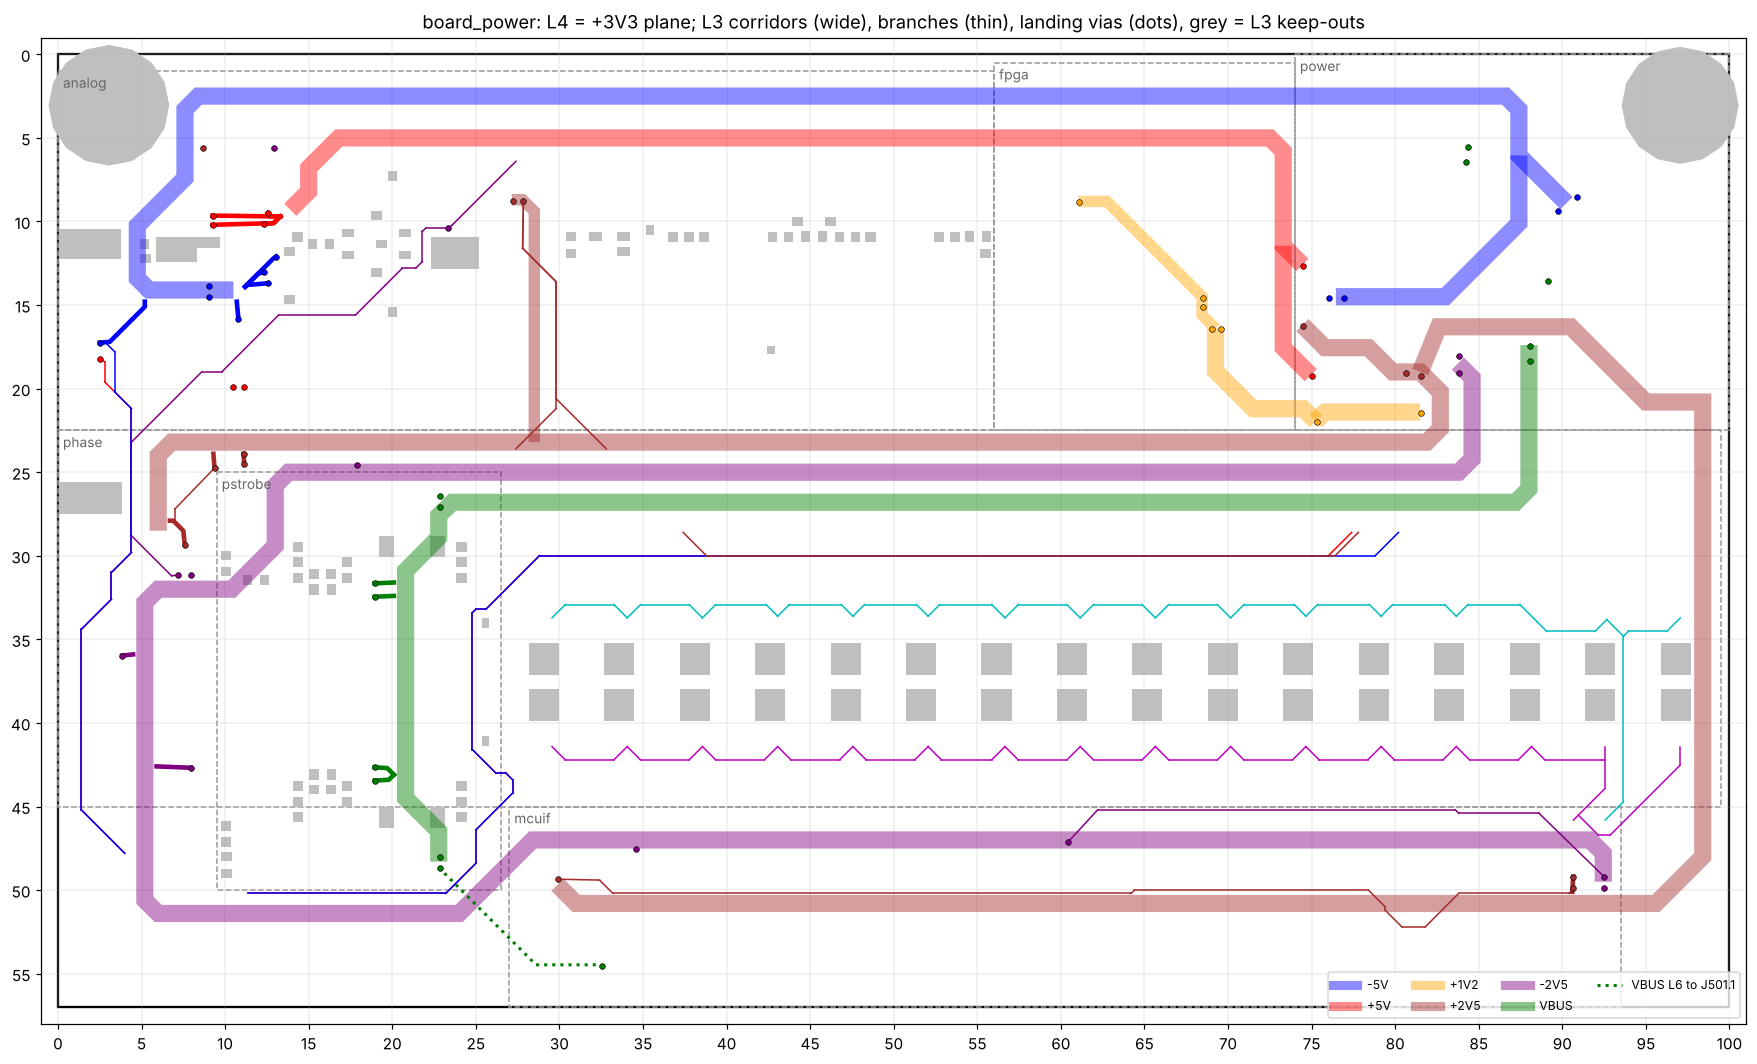 board_power: L4 = +3V3 plane; L3 corridors (wide), branches (thin), landing vias (dots), grey = L3 keep-outs
0
5
10
15
20
25
30
35
40
45
50
55
analog
fpga
power
phase
pstrobe
mcuif
-5V
+1V2
-2V5
VBUS L6 to J501.1
+5V
+2V5
VBUS
0 5 10 15 20 25 30 35 40 45 50 55 60 65 70 75 80 85 90 95 100